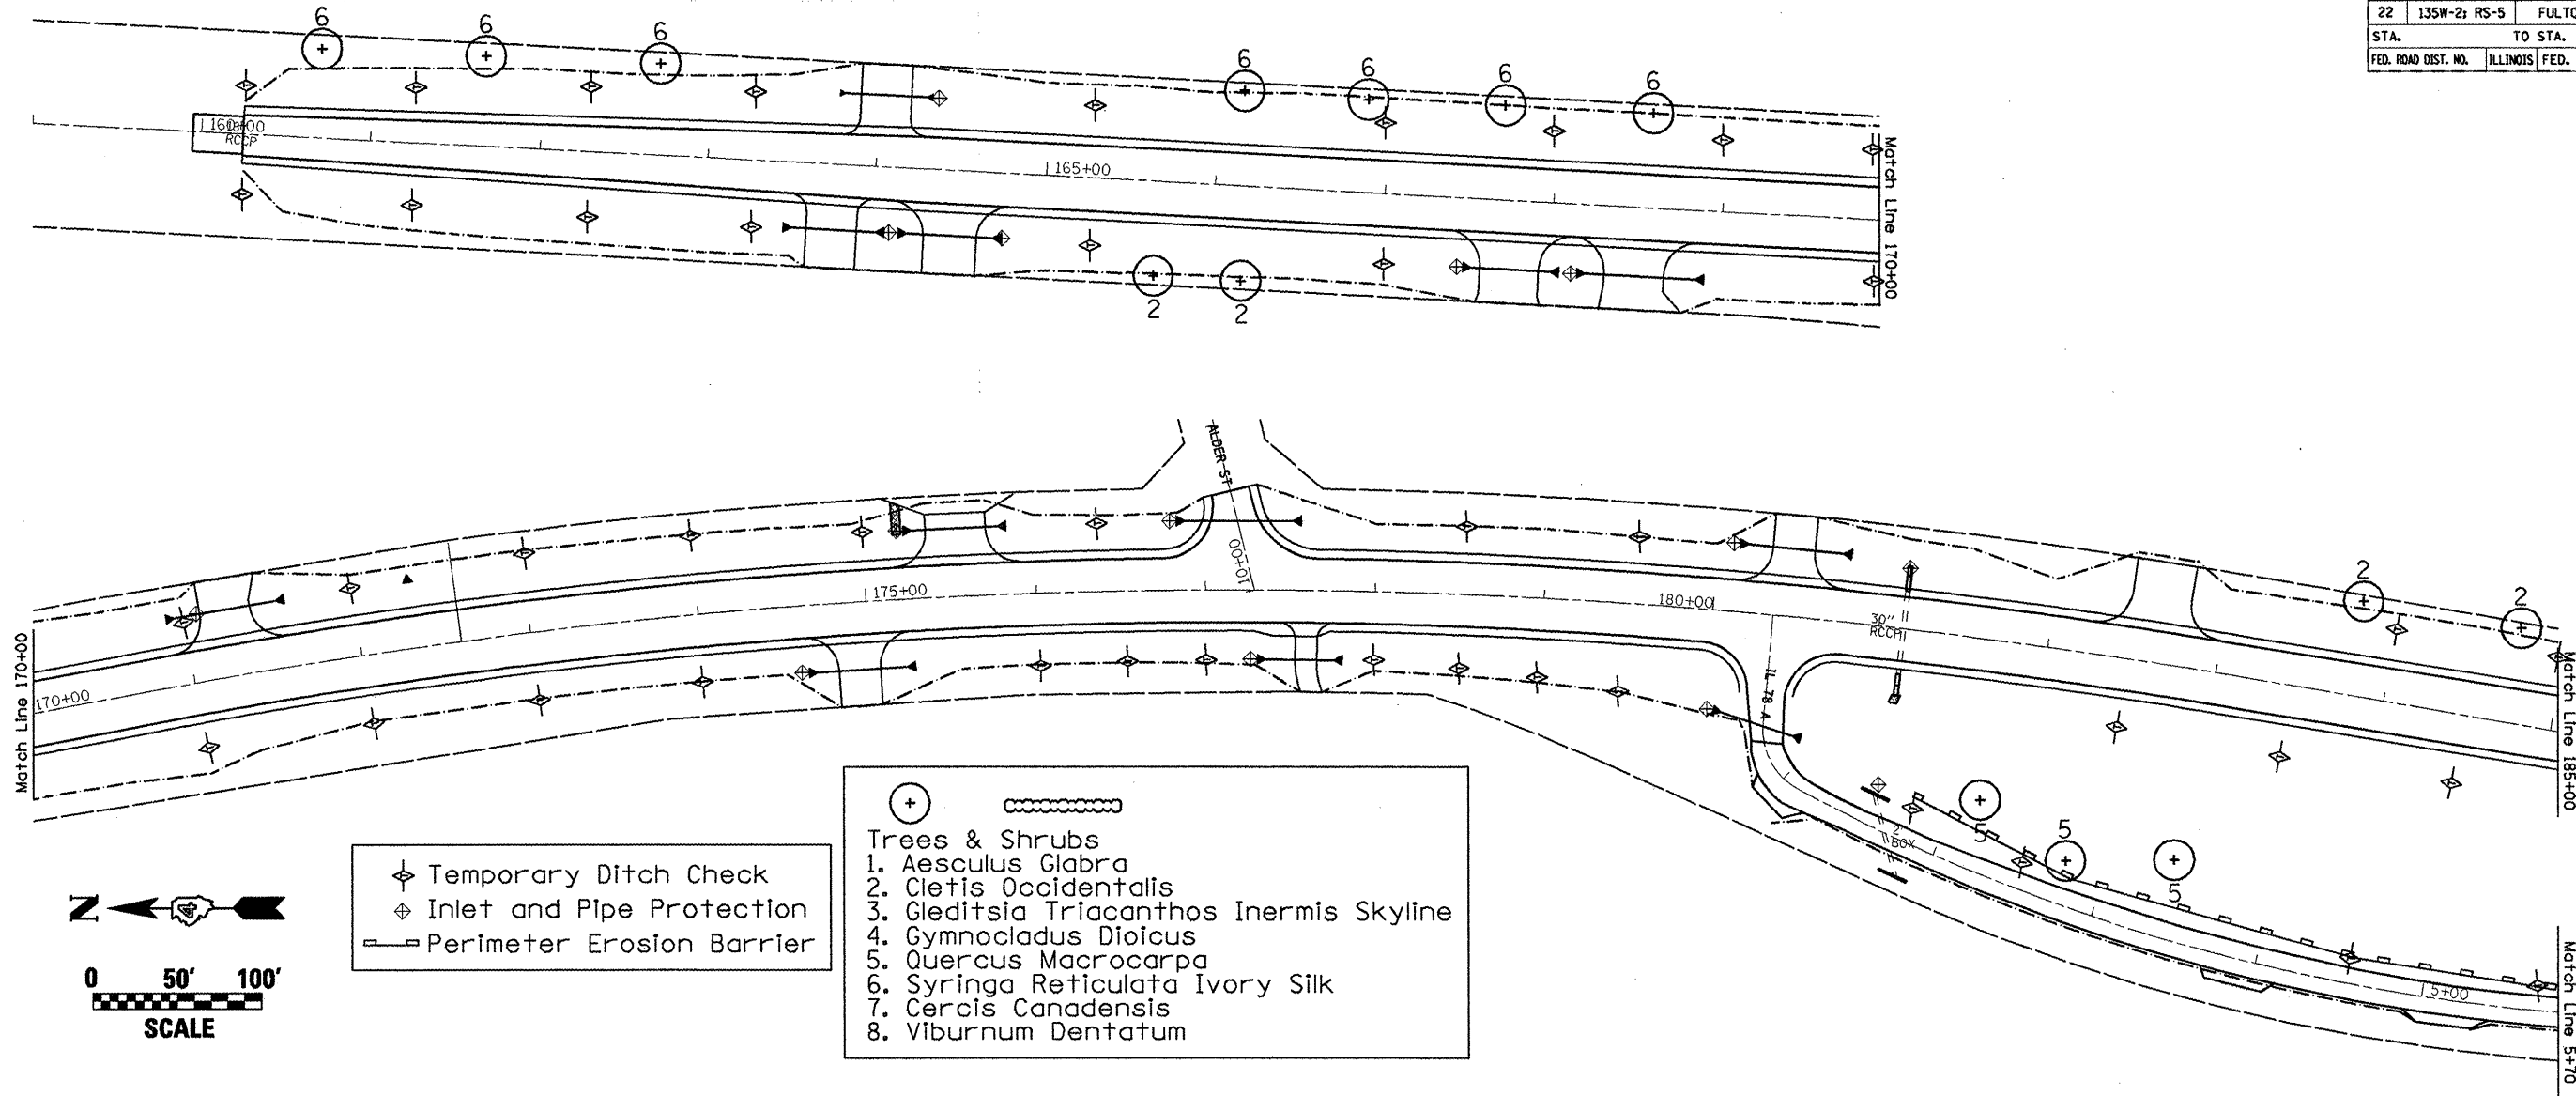 22 135W-2; RS-5 FULTO
STA. TO STA.
FED. ROAD DIST. NO. ILLINOIS FED.
6 6 6 6 6 6 6
160+00
RCCP
165+00
Match Line 170+00
2 2
ALDER ST
10+00
Match Line 170+00
170+00
175+00
180+00
30"
RCCP
IL 78 A
2 2
Match Line 185+00
2'
BOX
5 5 5
5+00
Match Line 5+70
Temporary Ditch Check
Inlet and Pipe Protection
Perimeter Erosion Barrier
Trees & Shrubs
1. Aesculus Glabra
2. Cletis Occidentalis
3. Gleditsia Triacanthos Inermis Skyline
4. Gymnocladus Dioicus
5. Quercus Macrocarpa
6. Syringa Reticulata Ivory Silk
7. Cercis Canadensis
8. Viburnum Dentatum
N 4
0 50' 100'
SCALE